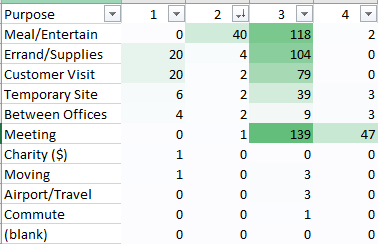 Purpose 1 2 3 4
Meal/Entertain 0 40 118 2
Errand/Supplies 20 4 104 0
Customer Visit 20 2 79 0
Temporary Site 6 2 39 3
Between Offices 4 2 9 3
Meeting 0 1 139 47
Charity ($) 1 0 0 0
Moving 1 0 3 0
Airport/Travel 0 0 3 0
Commute 0 0 1 0
(blank) 0 0 0 0